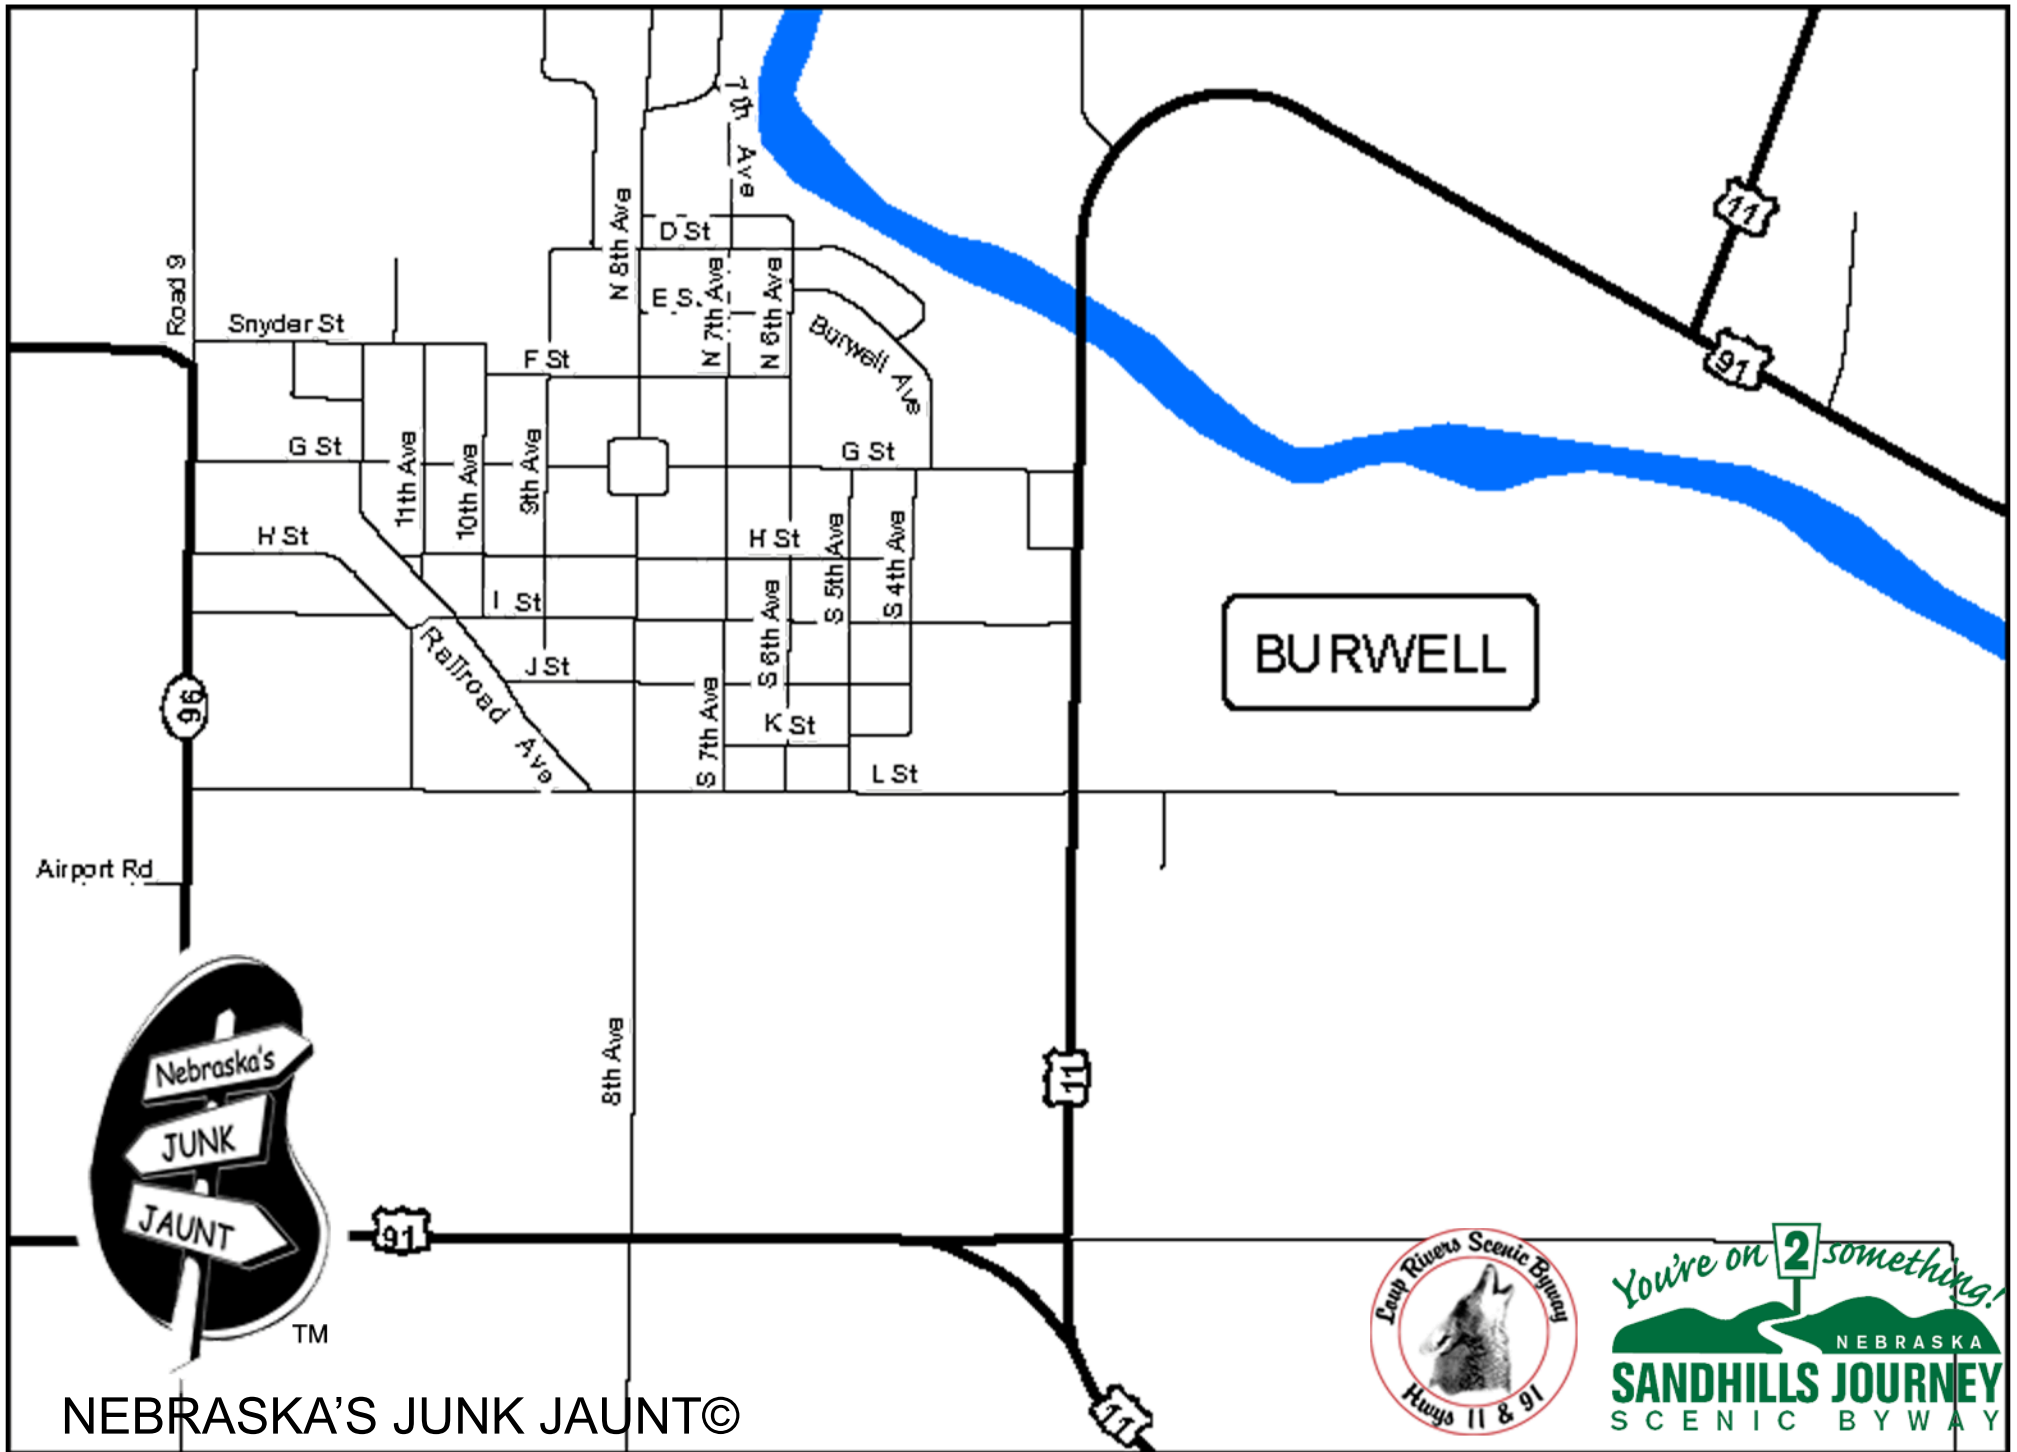 7th Ave
11
N 8th Ave
D St
Road 9
N 7th Ave
N 6th Ave
E S
Snyder St
Burwell Ave
F St
91
G St
G St
11th Ave
10th Ave
9th Ave
H St
H St
S 5th Ave
S 4th Ave
I St
S 6th Ave
BURWELL
Railroad Ave
J St
96
S 7th Ave
K St
L St
Airport Rd
8th Ave
Nebraska's
JUNK
JAUNT
TM
11
91
Loup Rivers Scenic Byway
Hwys 11 & 91
You're on 2 something!
NEBRASKA
SANDHILLS JOURNEY
SCENIC BYWAY
11
NEBRASKA'S JUNK JAUNT©